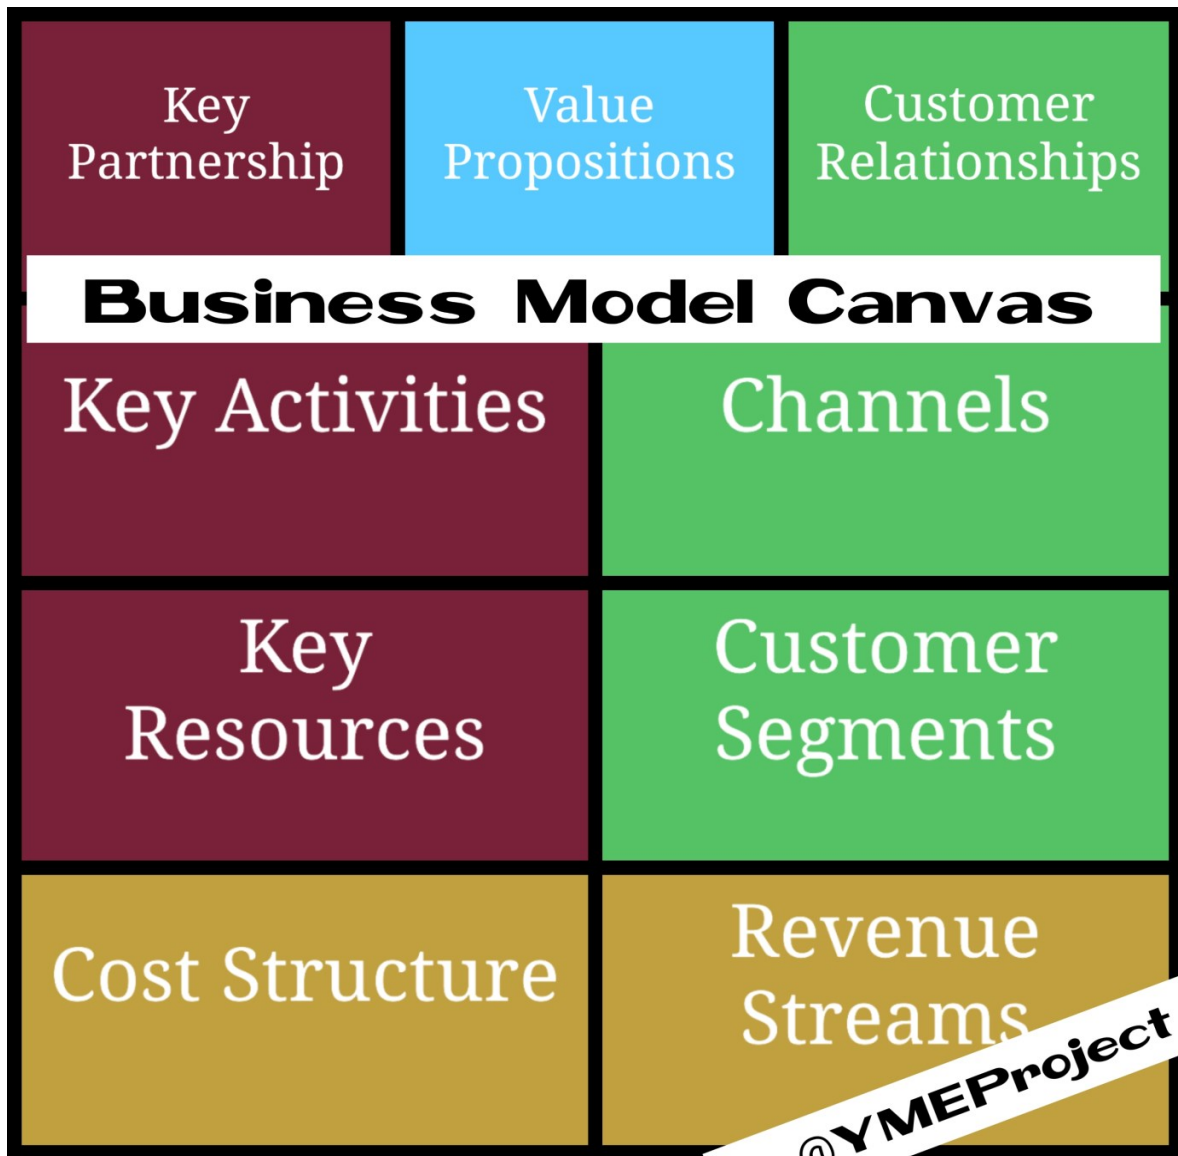 Key
Partnership
Value
Propositions
Customer
Relationships
Business Model Canvas
Key Activities
Channels
Key
Resources
Customer
Segments
Cost Structure
Revenue
Streams
@YMEProject